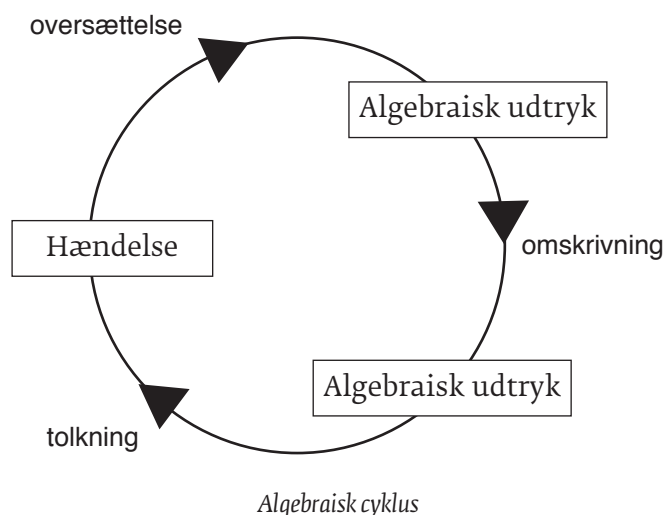 oversættelse
Algebraisk udtryk
Hændelse
omskrivning
Algebraisk udtryk
tolkning
Algebraisk cyklus